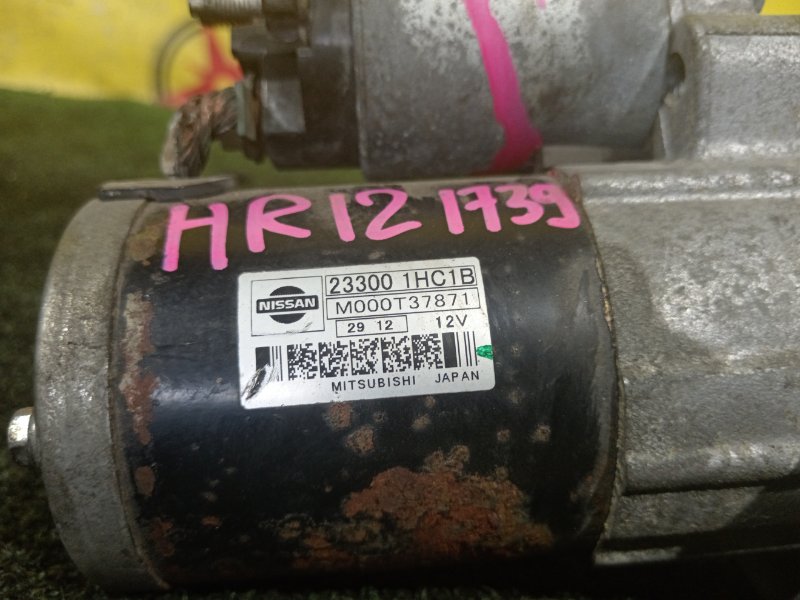 HR12 1739
NISSAN
23300 1HC1B
M000T37871
29 12 12V
MITSUBISHI JAPAN